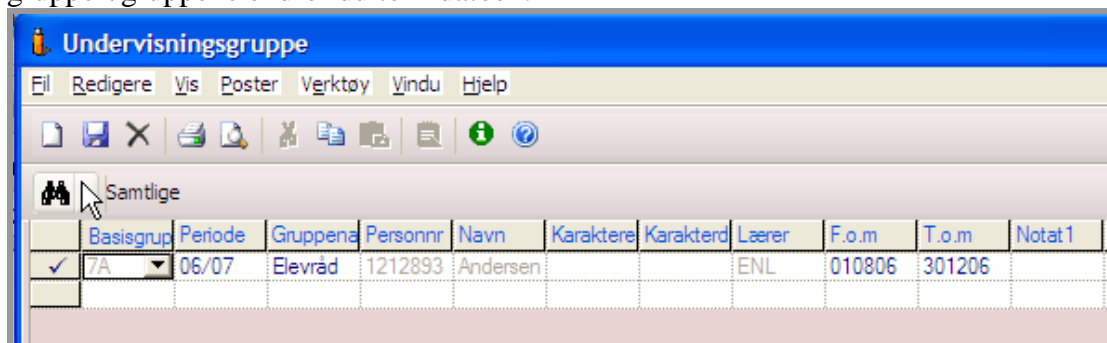 Undervisningsgruppe
Fil Redigere Vis Poster Verktøy Vindu Hjelp
Samtlige
Basisgrup Periode Gruppena Personnr Navn Karaktere Karakterd Lærer F.o.m T.o.m Notat1
7A 06/07 Elevråd 1212893 Andersen ENL 010806 301206